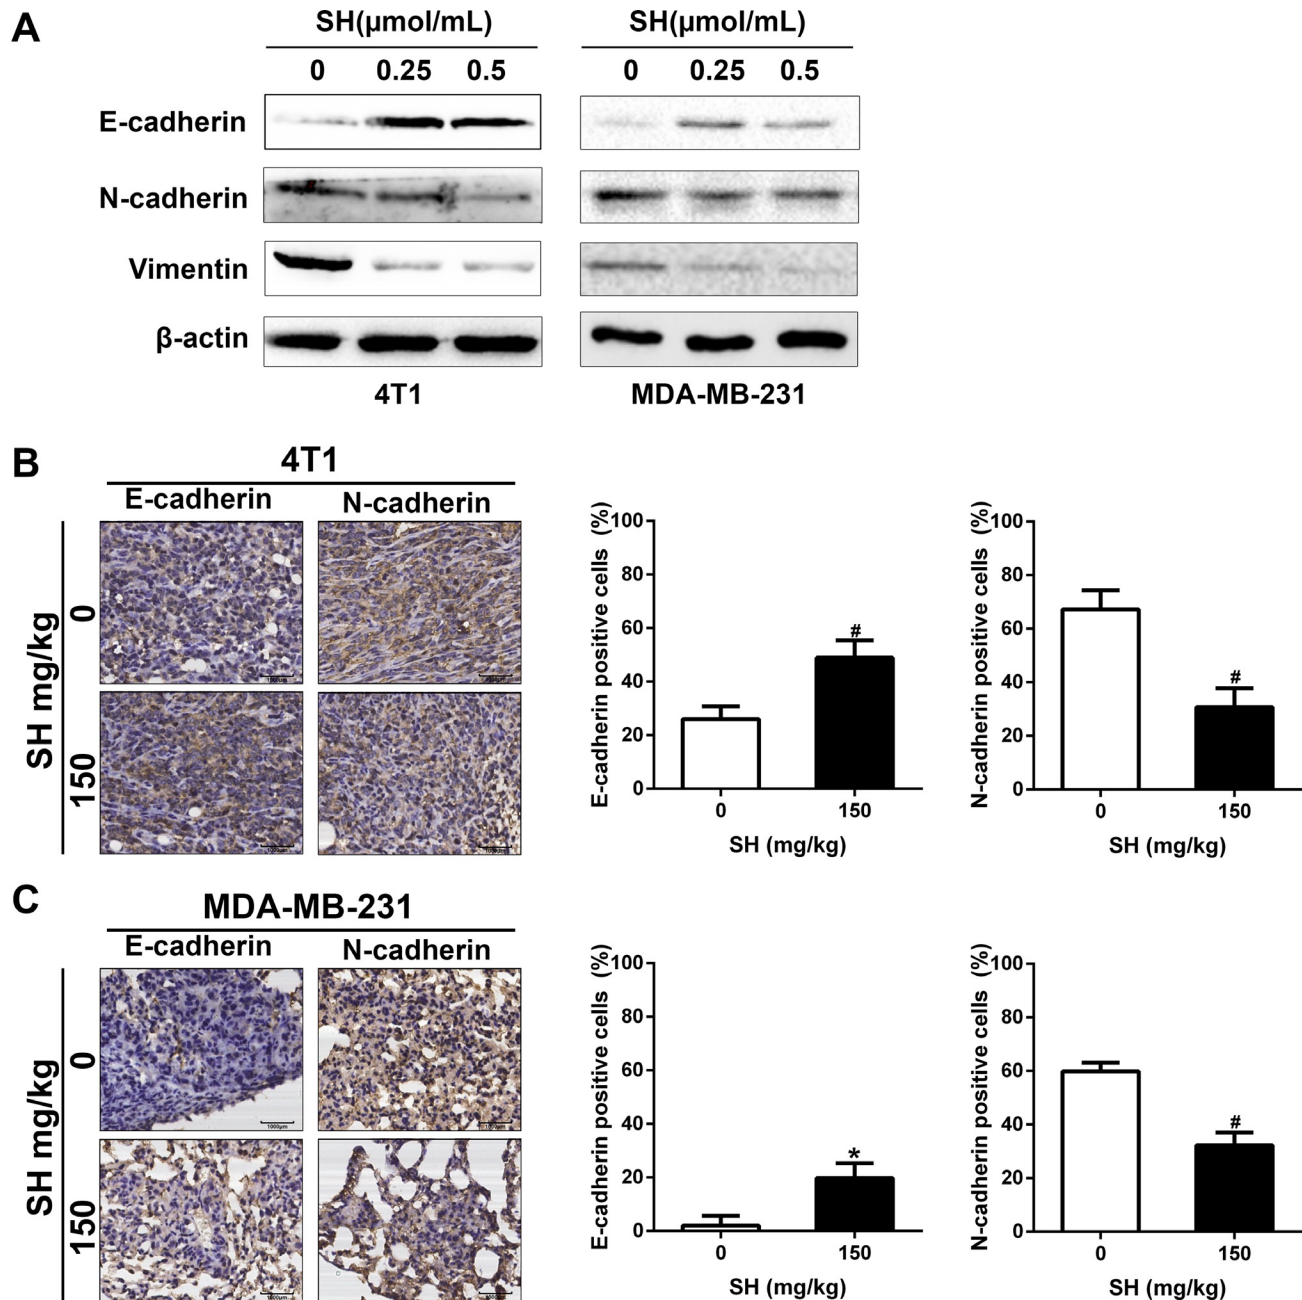 A
SH(μmol/mL)
0 0.25 0.5
SH(μmol/mL)
0 0.25 0.5
E-cadherin
N-cadherin
Vimentin
β-actin
4T1
MDA-MB-231
B
4T1
E-cadherin
N-cadherin
SH mg/kg
0
150
1000μm
1000μm
E-cadherin positive cells (%)
100
80
60
40
20
0
#
0
150
SH (mg/kg)
N-cadherin positive cells (%)
100
80
60
40
20
0
#
0
150
SH (mg/kg)
C
MDA-MB-231
E-cadherin
N-cadherin
SH mg/kg
0
150
1000μm
1000μm
E-cadherin positive cells (%)
100
80
60
40
20
0
*
0
150
SH (mg/kg)
N-cadherin positive cells (%)
100
80
60
40
20
0
#
0
150
SH (mg/kg)